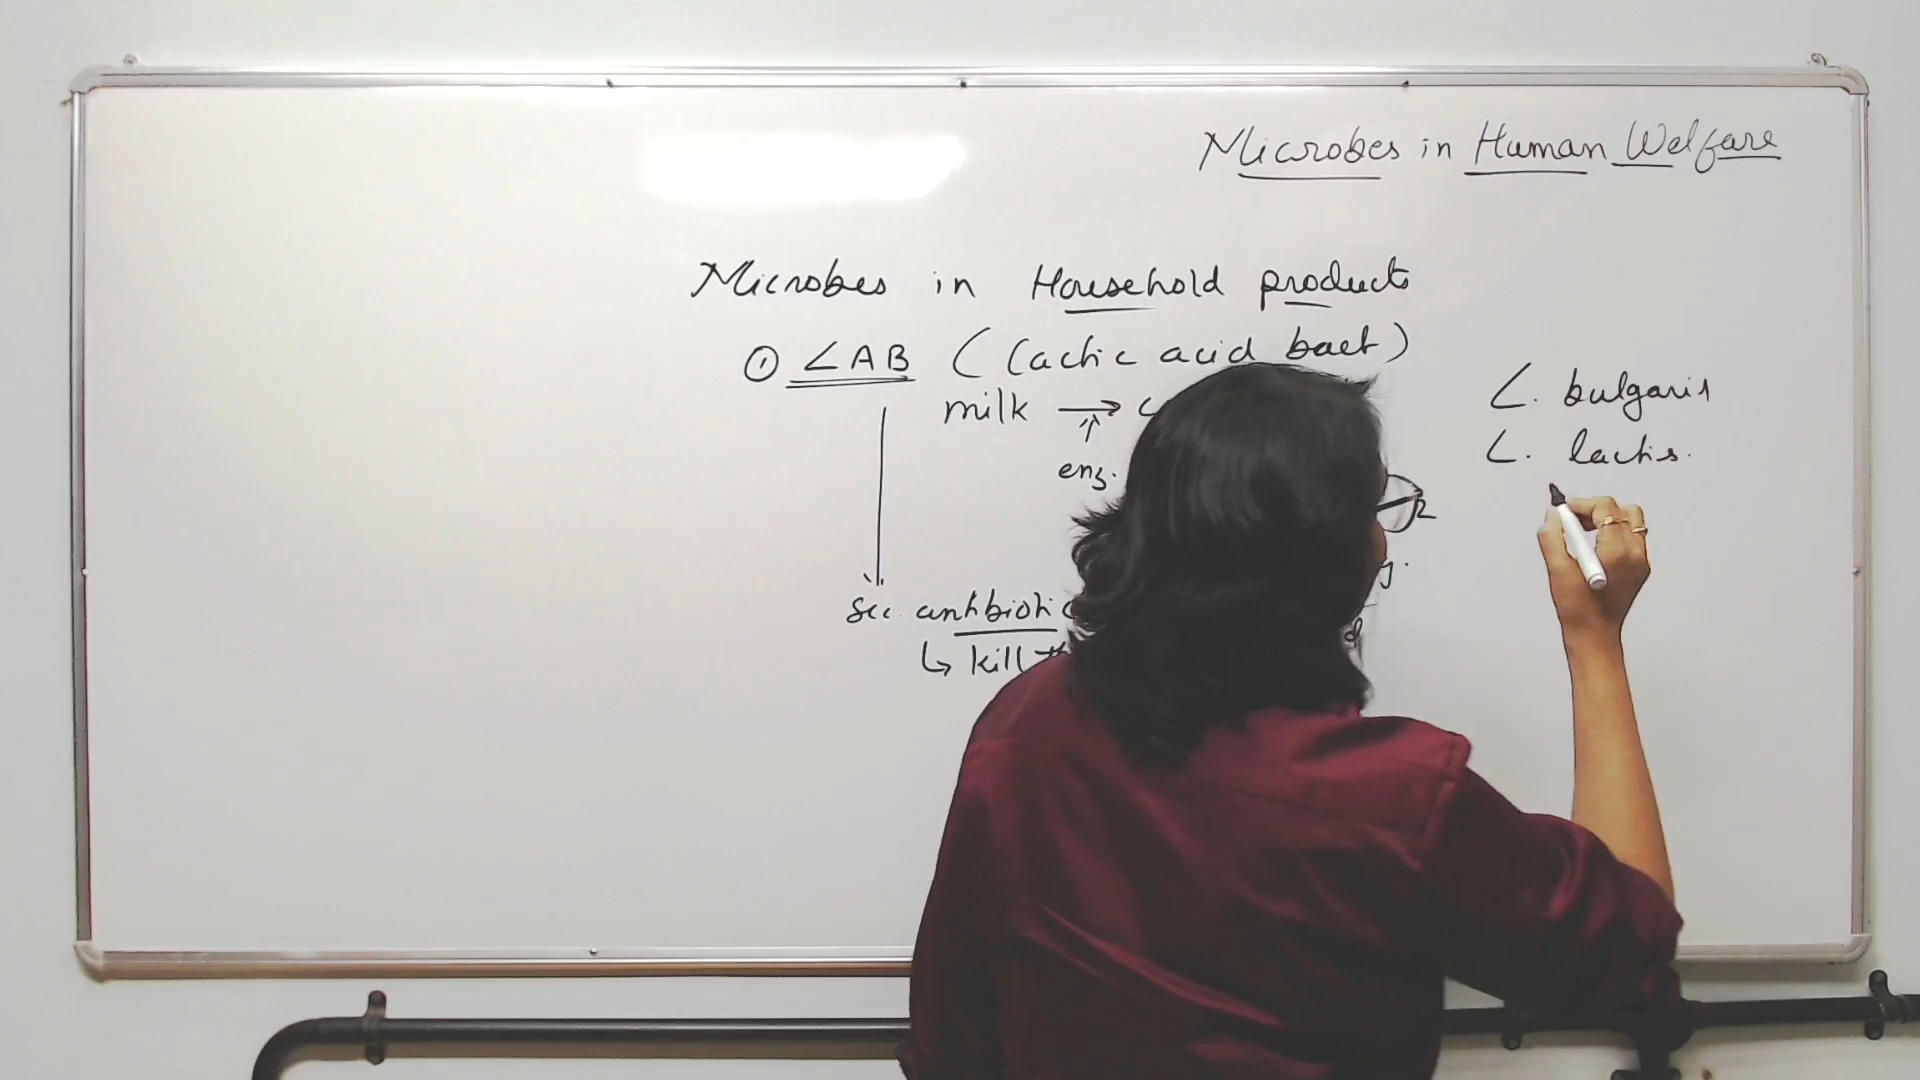 Microbes in Human Welfare
Microbes in Household products
① LAB (Lactic acid bact)
milk →
enz.
L. bulgaris
L. lactis.
Sec. antibiotic
↳ kill